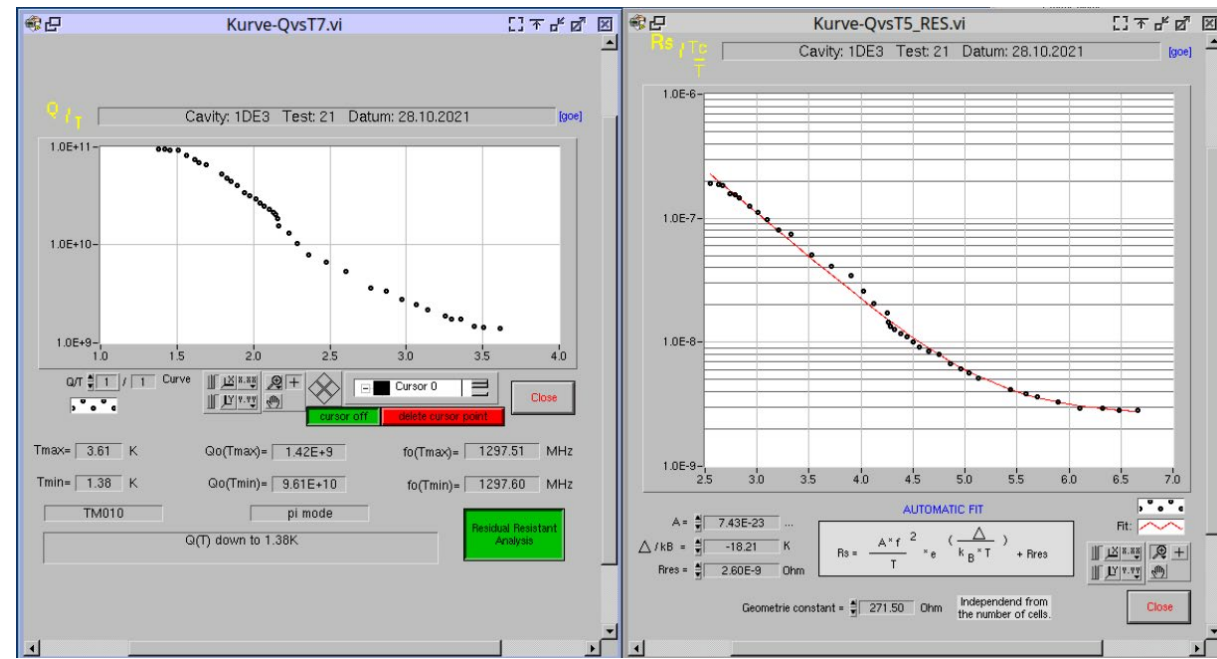 Kurve-QvsT7.vi
Q/T
Cavity: 1DE3 Test: 21 Datum: 28.10.2021
[goe]
1.0E+11
1.0E+10
1.0E+9
1.0 1.5 2.0 2.5 3.0 3.5 4.0
Q/T 1 / 1 Curve
X x.xx
Y y.yy
Cursor 0
cursor off
delete cursor point
Close
Tmax= 3.61 K Qo(Tmax)= 1.42E+9 fo(Tmax)= 1297.51 MHz
Tmin= 1.38 K Qo(Tmin)= 9.61E+10 fo(Tmin)= 1297.60 MHz
TM010 pi mode
Q(T) down to 1.38K
Residual Resistant
Analysis
Kurve-QvsT5_RES.vi
Rs / Tc
T
Cavity: 1DE3 Test: 21 Datum: 28.10.2021
[goe]
1.0E-6
1.0E-7
1.0E-8
1.0E-9
2.5 3.0 3.5 4.0 4.5 5.0 5.5 6.0 6.5 7.0
AUTOMATIC FIT
A = 7.43E-23 ...
Δ/kB = -18.21 K
Rres = 2.60E-9 Ohm
Rs = A*f² / T * e^(Δ / kB*T) + Rres
Fit:
X x.xx
Y y.yy
Geometrie constant = 271.50 Ohm
Independend from
the number of cells.
Close